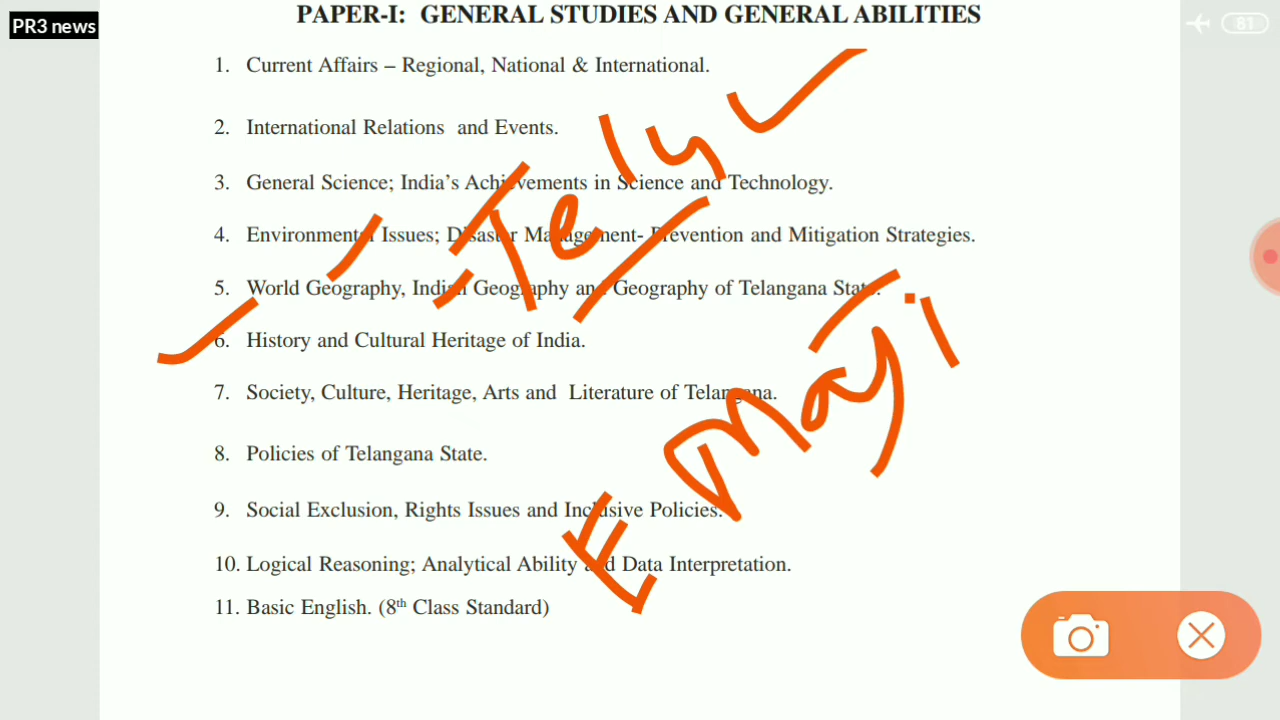 PAPER-I: GENERAL STUDIES AND GENERAL ABILITIES
PR3 news
81
1. Current Affairs – Regional, National & International.
2. International Relations and Events.
3. General Science; India's Achievements in Science and Technology.
4. Environmental Issues; Disaster Management- Prevention and Mitigation Strategies.
5. World Geography, Indian Geography and Geography of Telangana State.
6. History and Cultural Heritage of India.
7. Society, Culture, Heritage, Arts and Literature of Telangana.
8. Policies of Telangana State.
9. Social Exclusion, Rights Issues and Inclusive Policies.
10. Logical Reasoning; Analytical Ability and Data Interpretation.
11. Basic English. (8th Class Standard)